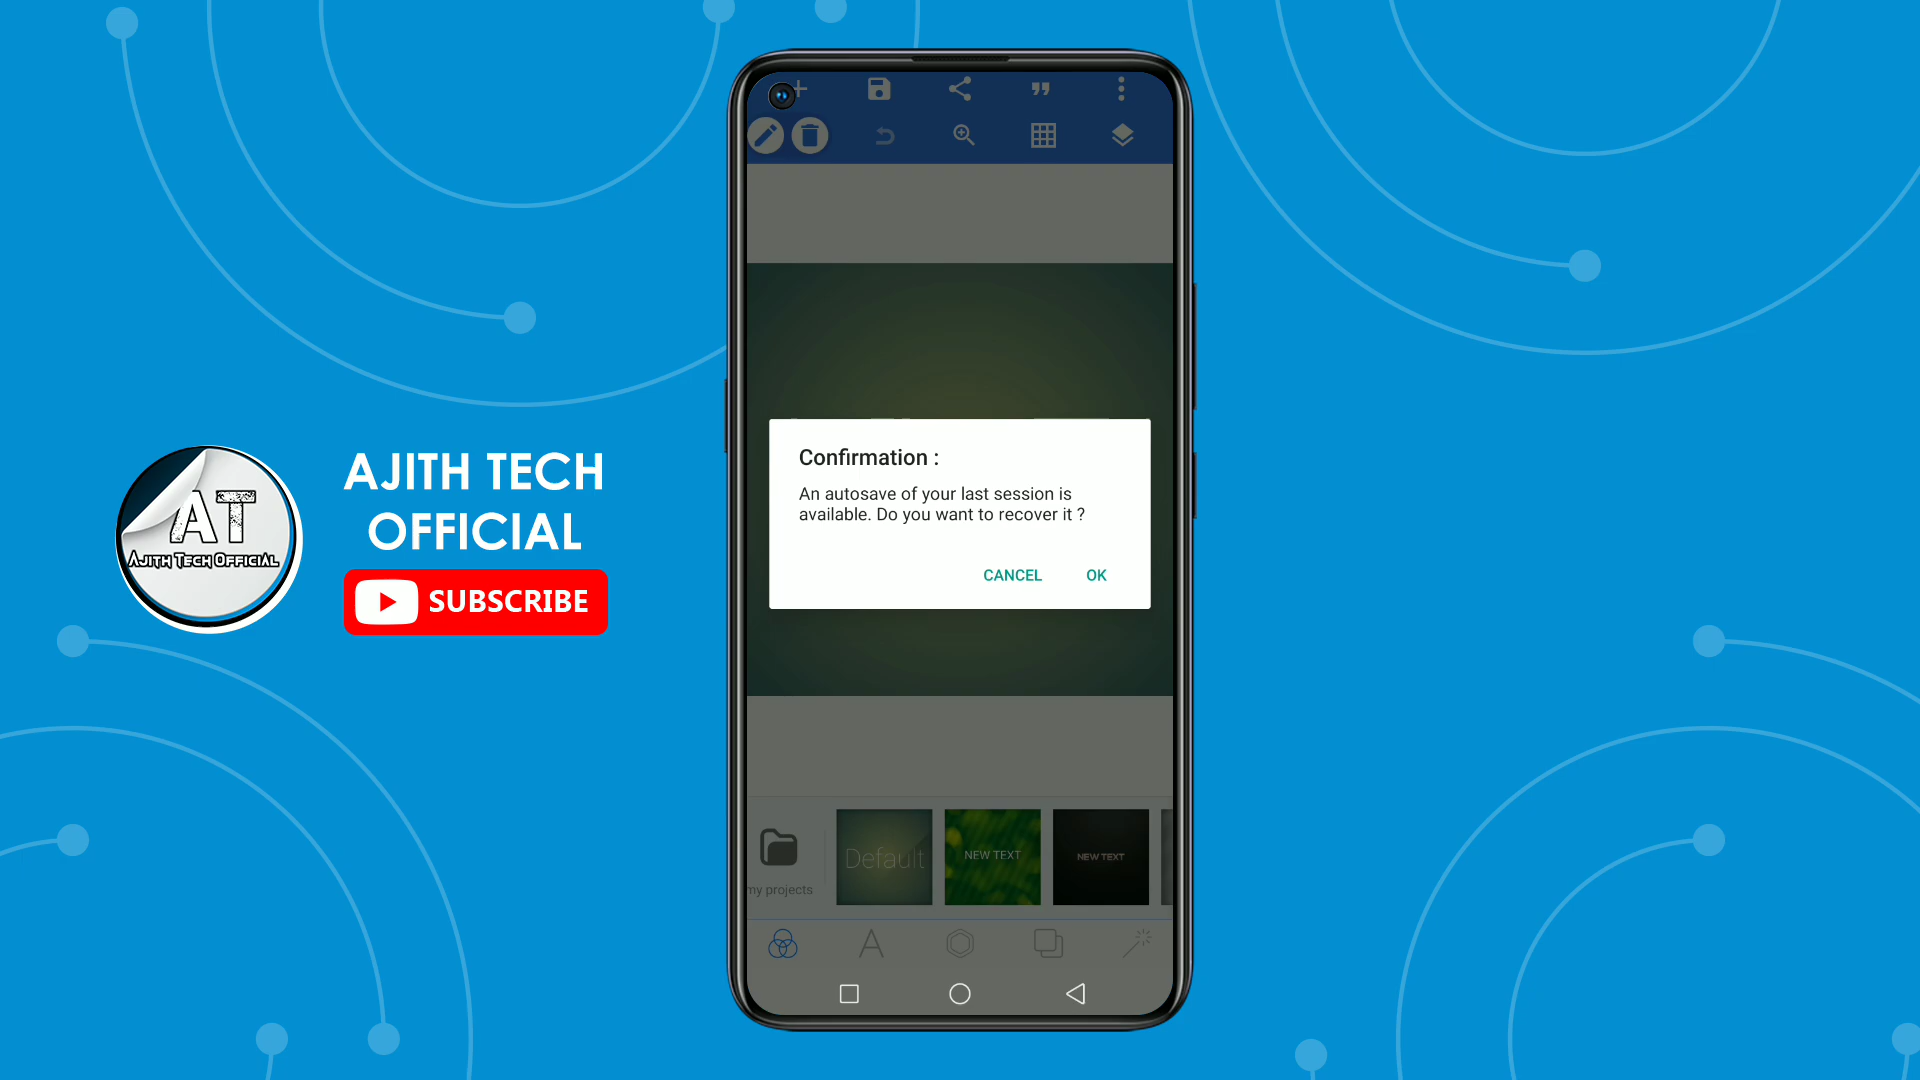 AJITH TECH
OFFICIAL
SUBSCRIBE
AT
AJITH TECH OFFICIAL
Confirmation :
An autosave of your last session is
available. Do you want to recover it ?
CANCEL OK
my projects
Default
NEW TEXT
NEW TEXT